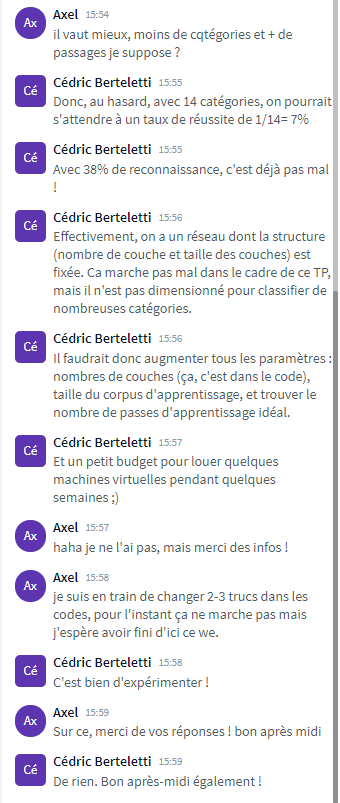 Ax
Axel 15:54
il vaut mieux, moins de cqtégories et + de
passages je suppose ?
Cé
Cédric Berteletti 15:55
Donc, au hasard, avec 14 catégories, on pourrait
s'attendre à un taux de réussite de 1/14= 7%
Cé
Cédric Berteletti 15:55
Avec 38% de reconnaissance, c'est déjà pas mal
!
Cé
Cédric Berteletti 15:56
Effectivement, on a un réseau dont la structure
(nombre de couche et taille des couches) est
fixée. Ca marche pas mal dans le cadre de ce TP,
mais il n'est pas dimensionné pour classifier de
nombreuses catégories.
Cé
Cédric Berteletti 15:56
Il faudrait donc augmenter tous les paramètres :
nombres de couches (ça, c'est dans le code),
taille du corpus d'apprentissage, et trouver le
nombre de passes d'apprentissage idéal.
Cé
Cédric Berteletti 15:57
Et un petit budget pour louer quelques
machines virtuelles pendant quelques
semaines ;)
Ax
Axel 15:57
haha je ne l'ai pas, mais merci des infos !
Ax
Axel 15:58
je suis en train de changer 2-3 trucs dans les
codes, pour l'instant ça ne marche pas mais
j'espère avoir fini d'ici ce we.
Cé
Cédric Berteletti 15:58
C'est bien d'expérimenter !
Ax
Axel 15:59
Sur ce, merci de vos réponses ! bon après midi
Cé
Cédric Berteletti 15:59
De rien. Bon après-midi également !